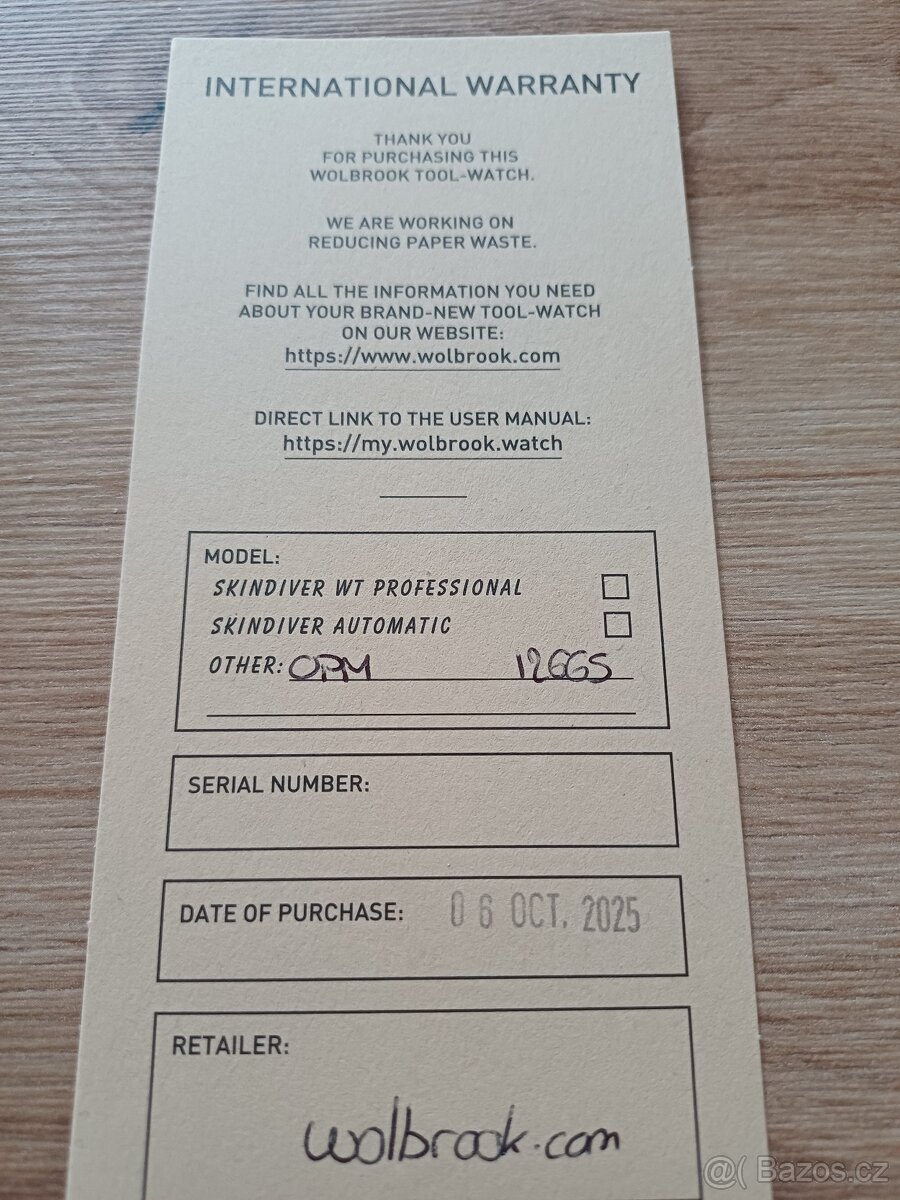 INTERNATIONAL WARRANTY
THANK YOU
FOR PURCHASING THIS
WOLBROOK TOOL-WATCH.
WE ARE WORKING ON
REDUCING PAPER WASTE.
FIND ALL THE INFORMATION YOU NEED
ABOUT YOUR BRAND-NEW TOOL-WATCH
ON OUR WEBSITE:
https://www.wolbrook.com
DIRECT LINK TO THE USER MANUAL:
https://my.wolbrook.watch
MODEL:
SKINDIVER WT PROFESSIONAL
SKINDIVER AUTOMATIC
OTHER: OPM 126GS
SERIAL NUMBER:
DATE OF PURCHASE: 06 OCT. 2025
RETAILER:
wolbrook.com
@( Bazos.cz